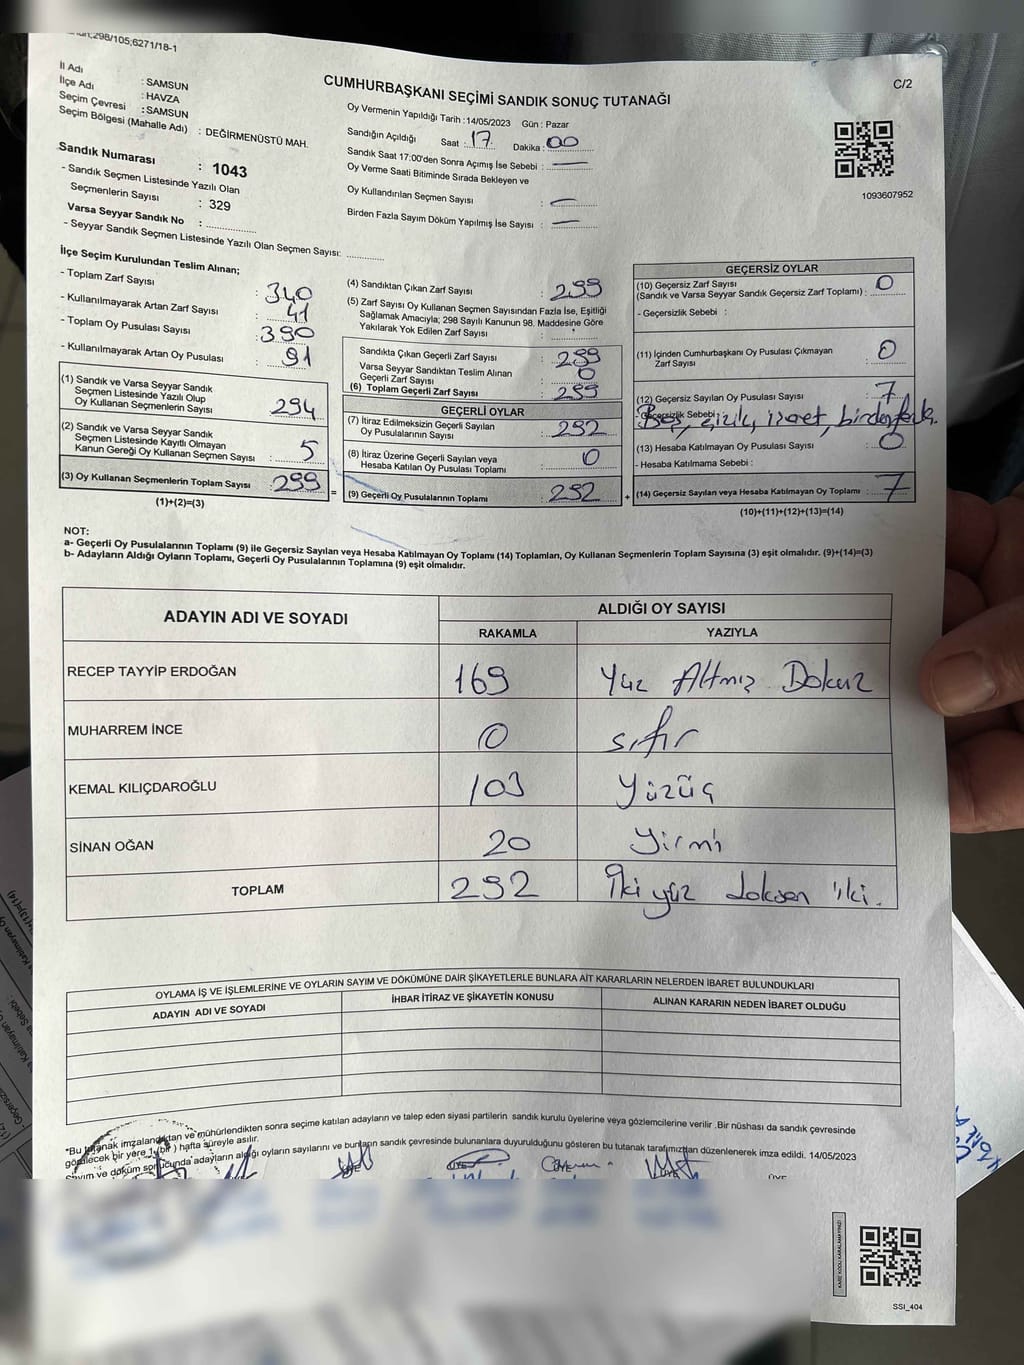 298/105;6271/18-1
C/2
CUMHURBAŞKANI SEÇİMİ SANDIK SONUÇ TUTANAĞI
İl Adı : SAMSUN
İlçe Adı : HAVZA
Seçim Çevresi : SAMSUN
Seçim Bölgesi (Mahalle Adı) : DEĞİRMENÜSTÜ MAH.
Sandık Numarası : 1043
- Sandık Seçmen Listesinde Yazılı Olan
Seçmenlerin Sayısı : 329
Varsa Seyyar Sandık No :
- Seyyar Sandık Seçmen Listesinde Yazılı Olan Seçmen Sayısı:
Oy Vermenin Yapıldığı Tarih :14/05/2023 Gün : Pazar
Sandığın Açıldığı Saat : 17 Dakika : 00
Sandık Saat 17:00'den Sonra Açımış İse Sebebi : —
Oy Verme Saati Bitiminde Sırada Bekleyen ve
Oy Kullandırılan Seçmen Sayısı : —
Birden Fazla Sayım Döküm Yapılmış İse Sayısı : —
1093607952
İlçe Seçim Kurulundan Teslim Alınan;
- Toplam Zarf Sayısı : 340
- Kullanılmayarak Artan Zarf Sayısı : 41
- Toplam Oy Pusulası Sayısı : 390
- Kullanılmayarak Artan Oy Pusulası : 91
(1) Sandık ve Varsa Seyyar Sandık
Seçmen Listesinde Yazılı Olup
Oy Kullanan Seçmenlerin Sayısı : 294
(2) Sandık ve Varsa Seyyar Sandık
Seçmen Listesinde Kayıtlı Olmayan
Kanun Gereği Oy Kullanan Seçmen Sayısı : 5
(3) Oy Kullanan Seçmenlerin Toplam Sayısı : 299
(1)+(2)=(3)
=
(4) Sandıktan Çıkan Zarf Sayısı : 299
(5) Zarf Sayısı Oy Kullanan Seçmen Sayısından Fazla İse, Eşitliği
Sağlamak Amacıyla; 298 Sayılı Kanunun 98. Maddesine Göre
Yakılarak Yok Edilen Zarf Sayısı :
Sandıkta Çıkan Geçerli Zarf Sayısı : 299
Varsa Seyyar Sandıktan Teslim Alınan
Geçerli Zarf Sayısı : 0
(6) Toplam Geçerli Zarf Sayısı : 299
GEÇERLİ OYLAR
(7) İtiraz Edilmeksizin Geçerli Sayılan
Oy Pusulalarının Sayısı : 292
(8) İtiraz Üzerine Geçerli Sayılan veya
Hesaba Katılan Oy Pusulası Toplamı : 0
(9) Geçerli Oy Pusulalarının Toplamı : 292
+
GEÇERSİZ OYLAR
(10) Geçersiz Zarf Sayısı
(Sandık ve Varsa Seyyar Sandık Geçersiz Zarf Toplamı) : 0
- Geçersizlik Sebebi :
(11) İçinden Cumhurbaşkanı Oy Pusulası Çıkmayan
Zarf Sayısı : 0
(12) Geçersiz Sayılan Oy Pusulası Sayısı : 7
- Geçersizlik Sebebi : Boş, çizik, işaret, birden fazla.
(13) Hesaba Katılmayan Oy Pusulası Sayısı : 0
- Hesaba Katılmama Sebebi :
(14) Geçersiz Sayılan veya Hesaba Katılmayan Oy Toplamı : 7
(10)+(11)+(12)+(13)=(14)
NOT:
a- Geçerli Oy Pusulalarının Toplamı (9) ile Geçersiz Sayılan veya Hesaba Katılmayan Oy Toplamı (14) Toplamları, Oy Kullanan Seçmenlerin Toplam Sayısına (3) eşit olmalıdır. (9)+(14)=(3)
b- Adayların Aldığı Oyların Toplamı, Geçerli Oy Pusulalarının Toplamına (9) eşit olmalıdır.
ADAYIN ADI VE SOYADI ALDIĞI OY SAYISI
RAKAMLA YAZIYLA
RECEP TAYYİP ERDOĞAN 169 Yüz Altmış Dokuz
MUHARREM İNCE 0 sıfır
KEMAL KILIÇDAROĞLU 103 Yüzüç
SİNAN OĞAN 20 Yirmi
TOPLAM 292 İki yüz doksan iki.
OYLAMA İŞ VE İŞLEMLERİNE VE OYLARIN SAYIM VE DÖKÜMÜNE DAİR ŞİKAYETLERLE BUNLARA AİT KARARLARIN NELERDEN İBARET BULUNDUKLARI
ADAYIN ADI VE SOYADI İHBAR İTİRAZ VE ŞİKAYETİN KONUSU ALINAN KARARIN NEDEN İBARET OLDUĞU
*Bu tutanak imzalandıktan ve mühürlendikten sonra seçime katılan adayların ve talep eden siyasi partilerin sandık kurulu üyelerine veya gözlemcilerine verilir .Bir nüshası da sandık çevresinde
görülecek bir yere 1 (bir ) hafta süreyle asılır.
Sayım ve döküm sonucunda adayların aldığı oyların sayılarını ve bunların sandık çevresinde bulunanlara duyurulduğunu gösteren bu tutanak tarafımızdan düzenlenerek imza edildi. 14/05/2023
ÜYE ÜYE ÜYE ÜYE ÜYE
KARE KODU KARALAMAYINIZ!
SSI_404